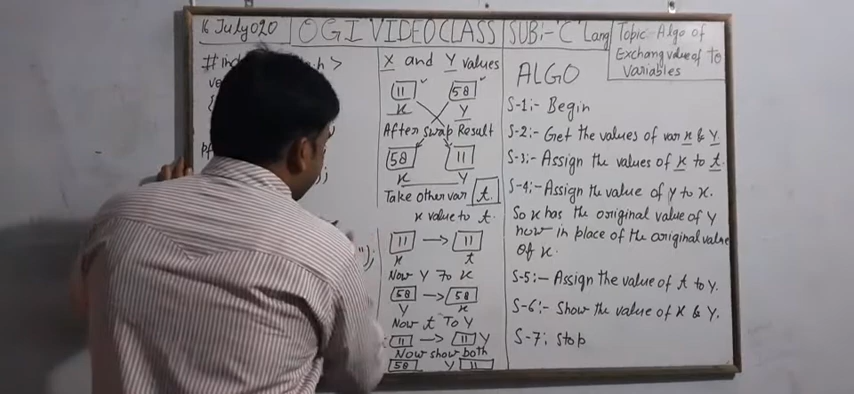 16 July 020 OGI VIDEO CLASS SUB:- "C" Lang
Topic- Algo of
Exchang value of To
Variables
X and Y values
11 58
x Y
After swap Result
58 11
x Y
Take other var t.
x value to t.
11 → 11
x t
Now Y To x
58 → 58
Y x
Now t To Y
11 → 11 Y
Now show both
58 Y 11
ALGO
S-1:- Begin
S-2:- Get the values of var x & Y.
S-3:- Assign the values of x to t.
S-4:- Assign the value of y to x.
So x has the original value of Y
now in place of the original value
of x.
S-5:- Assign the value of t to y.
S-6:- Show the value of x & Y.
S-7: Stop